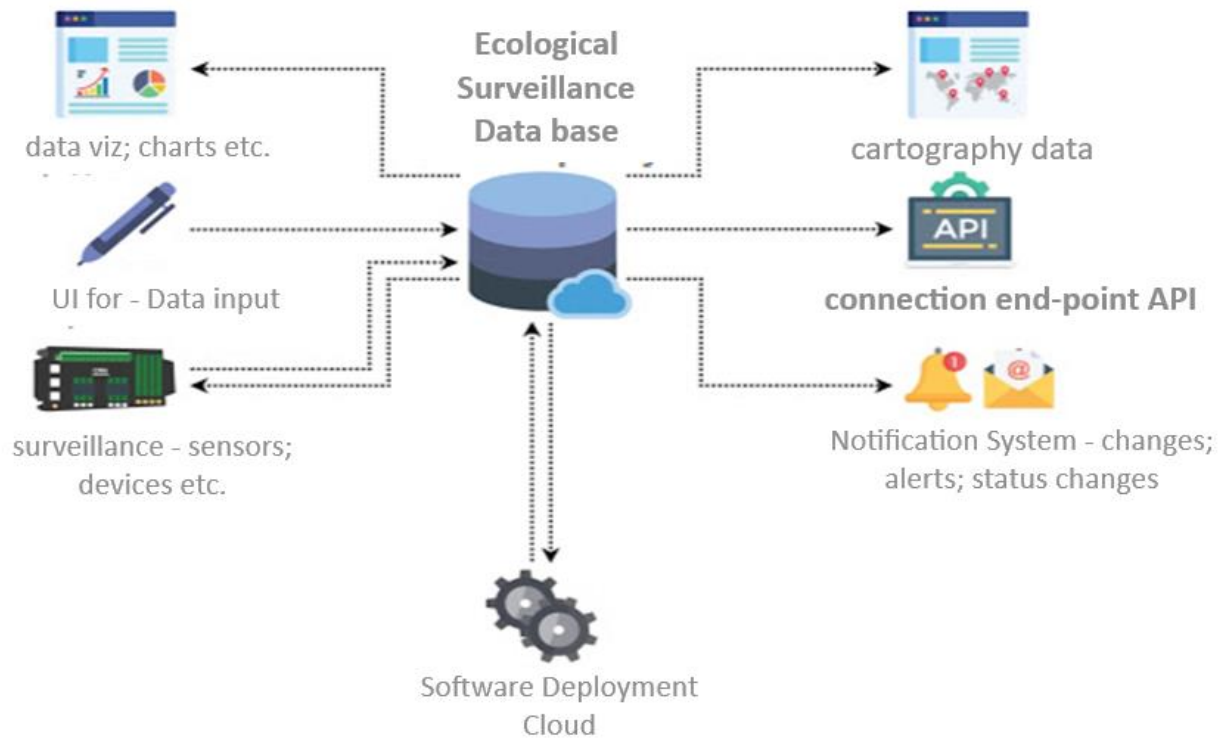 Ecological
Surveillance
Data base
data viz; charts etc.
cartography data
UI for - Data input
API
connection end-point API
surveillance - sensors;
devices etc.
1
@
Notification System - changes;
alerts; status changes
Software Deployment
Cloud